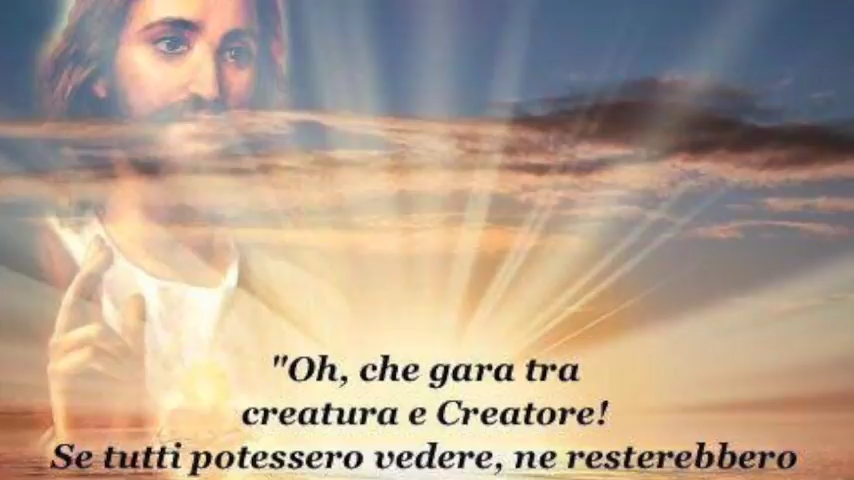 "Oh, che gara tra
creatura e Creatore!
Se tutti potessero vedere, ne resterebbero